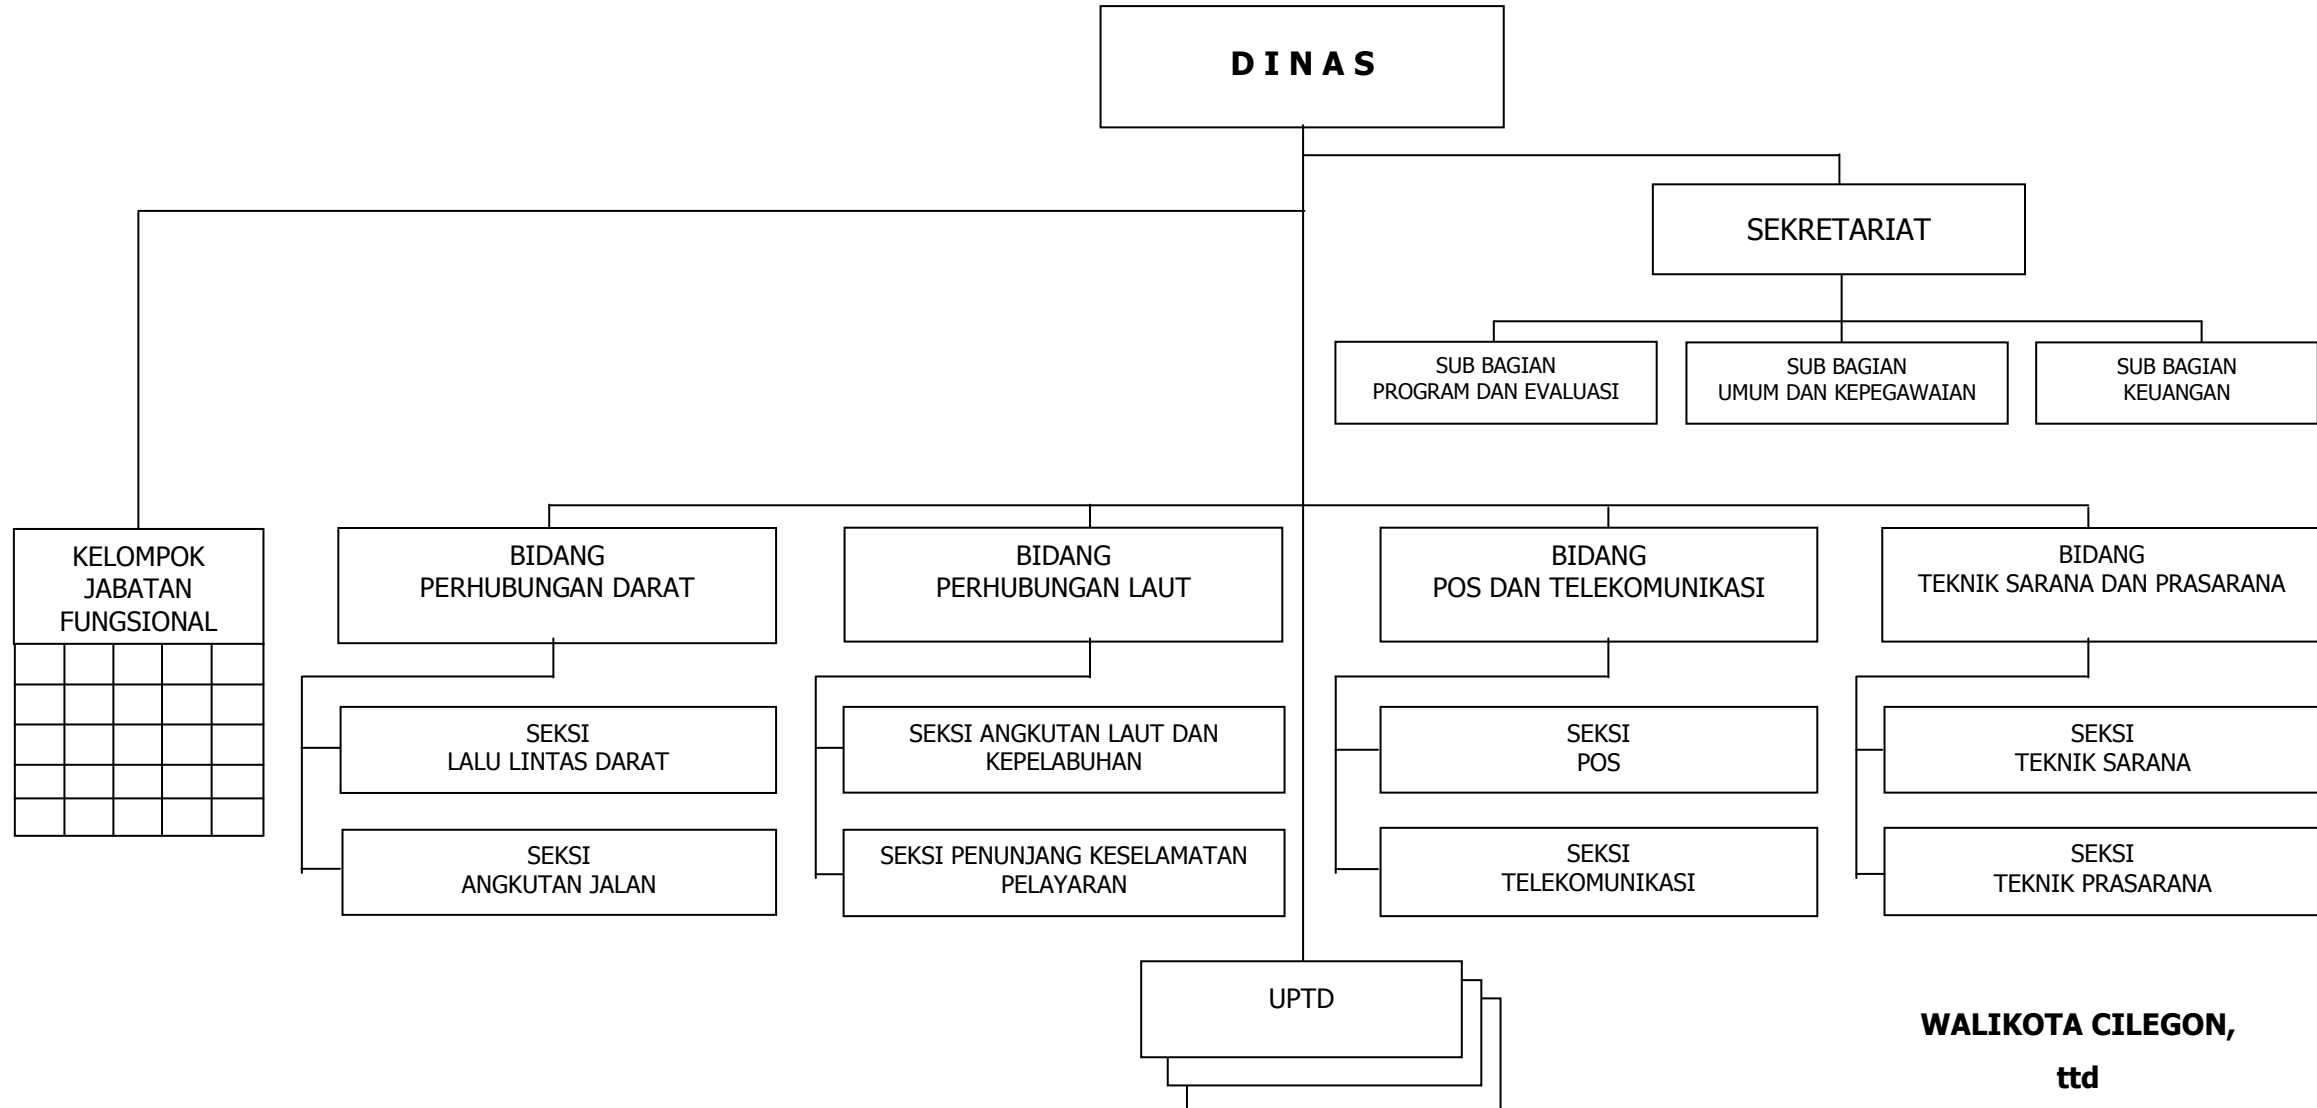 D I N A S
SEKRETARIAT
SUB BAGIAN
PROGRAM DAN EVALUASI
SUB BAGIAN
UMUM DAN KEPEGAWAIAN
SUB BAGIAN
KEUANGAN
KELOMPOK
JABATAN
FUNGSIONAL
BIDANG
PERHUBUNGAN DARAT
BIDANG
PERHUBUNGAN LAUT
BIDANG
POS DAN TELEKOMUNIKASI
BIDANG
TEKNIK SARANA DAN PRASARANA
SEKSI
LALU LINTAS DARAT
SEKSI ANGKUTAN LAUT DAN
KEPELABUHAN
SEKSI
POS
SEKSI
TEKNIK SARANA
SEKSI
ANGKUTAN JALAN
SEKSI PENUNJANG KESELAMATAN
PELAYARAN
SEKSI
TELEKOMUNIKASI
SEKSI
TEKNIK PRASARANA
UPTD
WALIKOTA CILEGON,
ttd